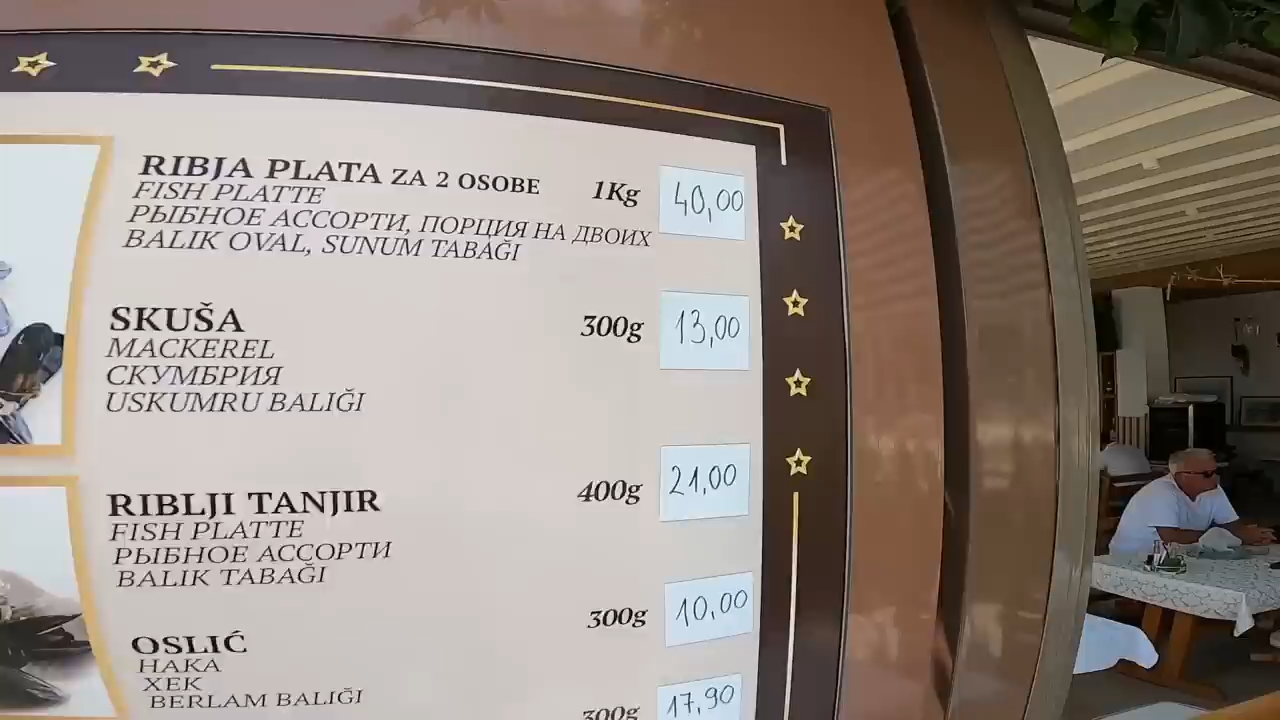 RIBJA PLATA ZA 2 OSOBE 1Kg 40,00
FISH PLATTE
РЫБНОЕ АССОРТИ, ПОРЦИЯ НА ДВОИХ
BALIK OVAL, SUNUM TABAĞI
SKUŠA 300g 13,00
MACKEREL
СКУМБРИЯ
USKUMRU BALIĞI
RIBLJI TANJIR 400g 21,00
FISH PLATTE
РЫБНОЕ АССОРТИ
BALIK TABAĞI
OSLIĆ 300g 10,00
HAKA
ХЕК
BERLAM BALIĞI
300g 17,90